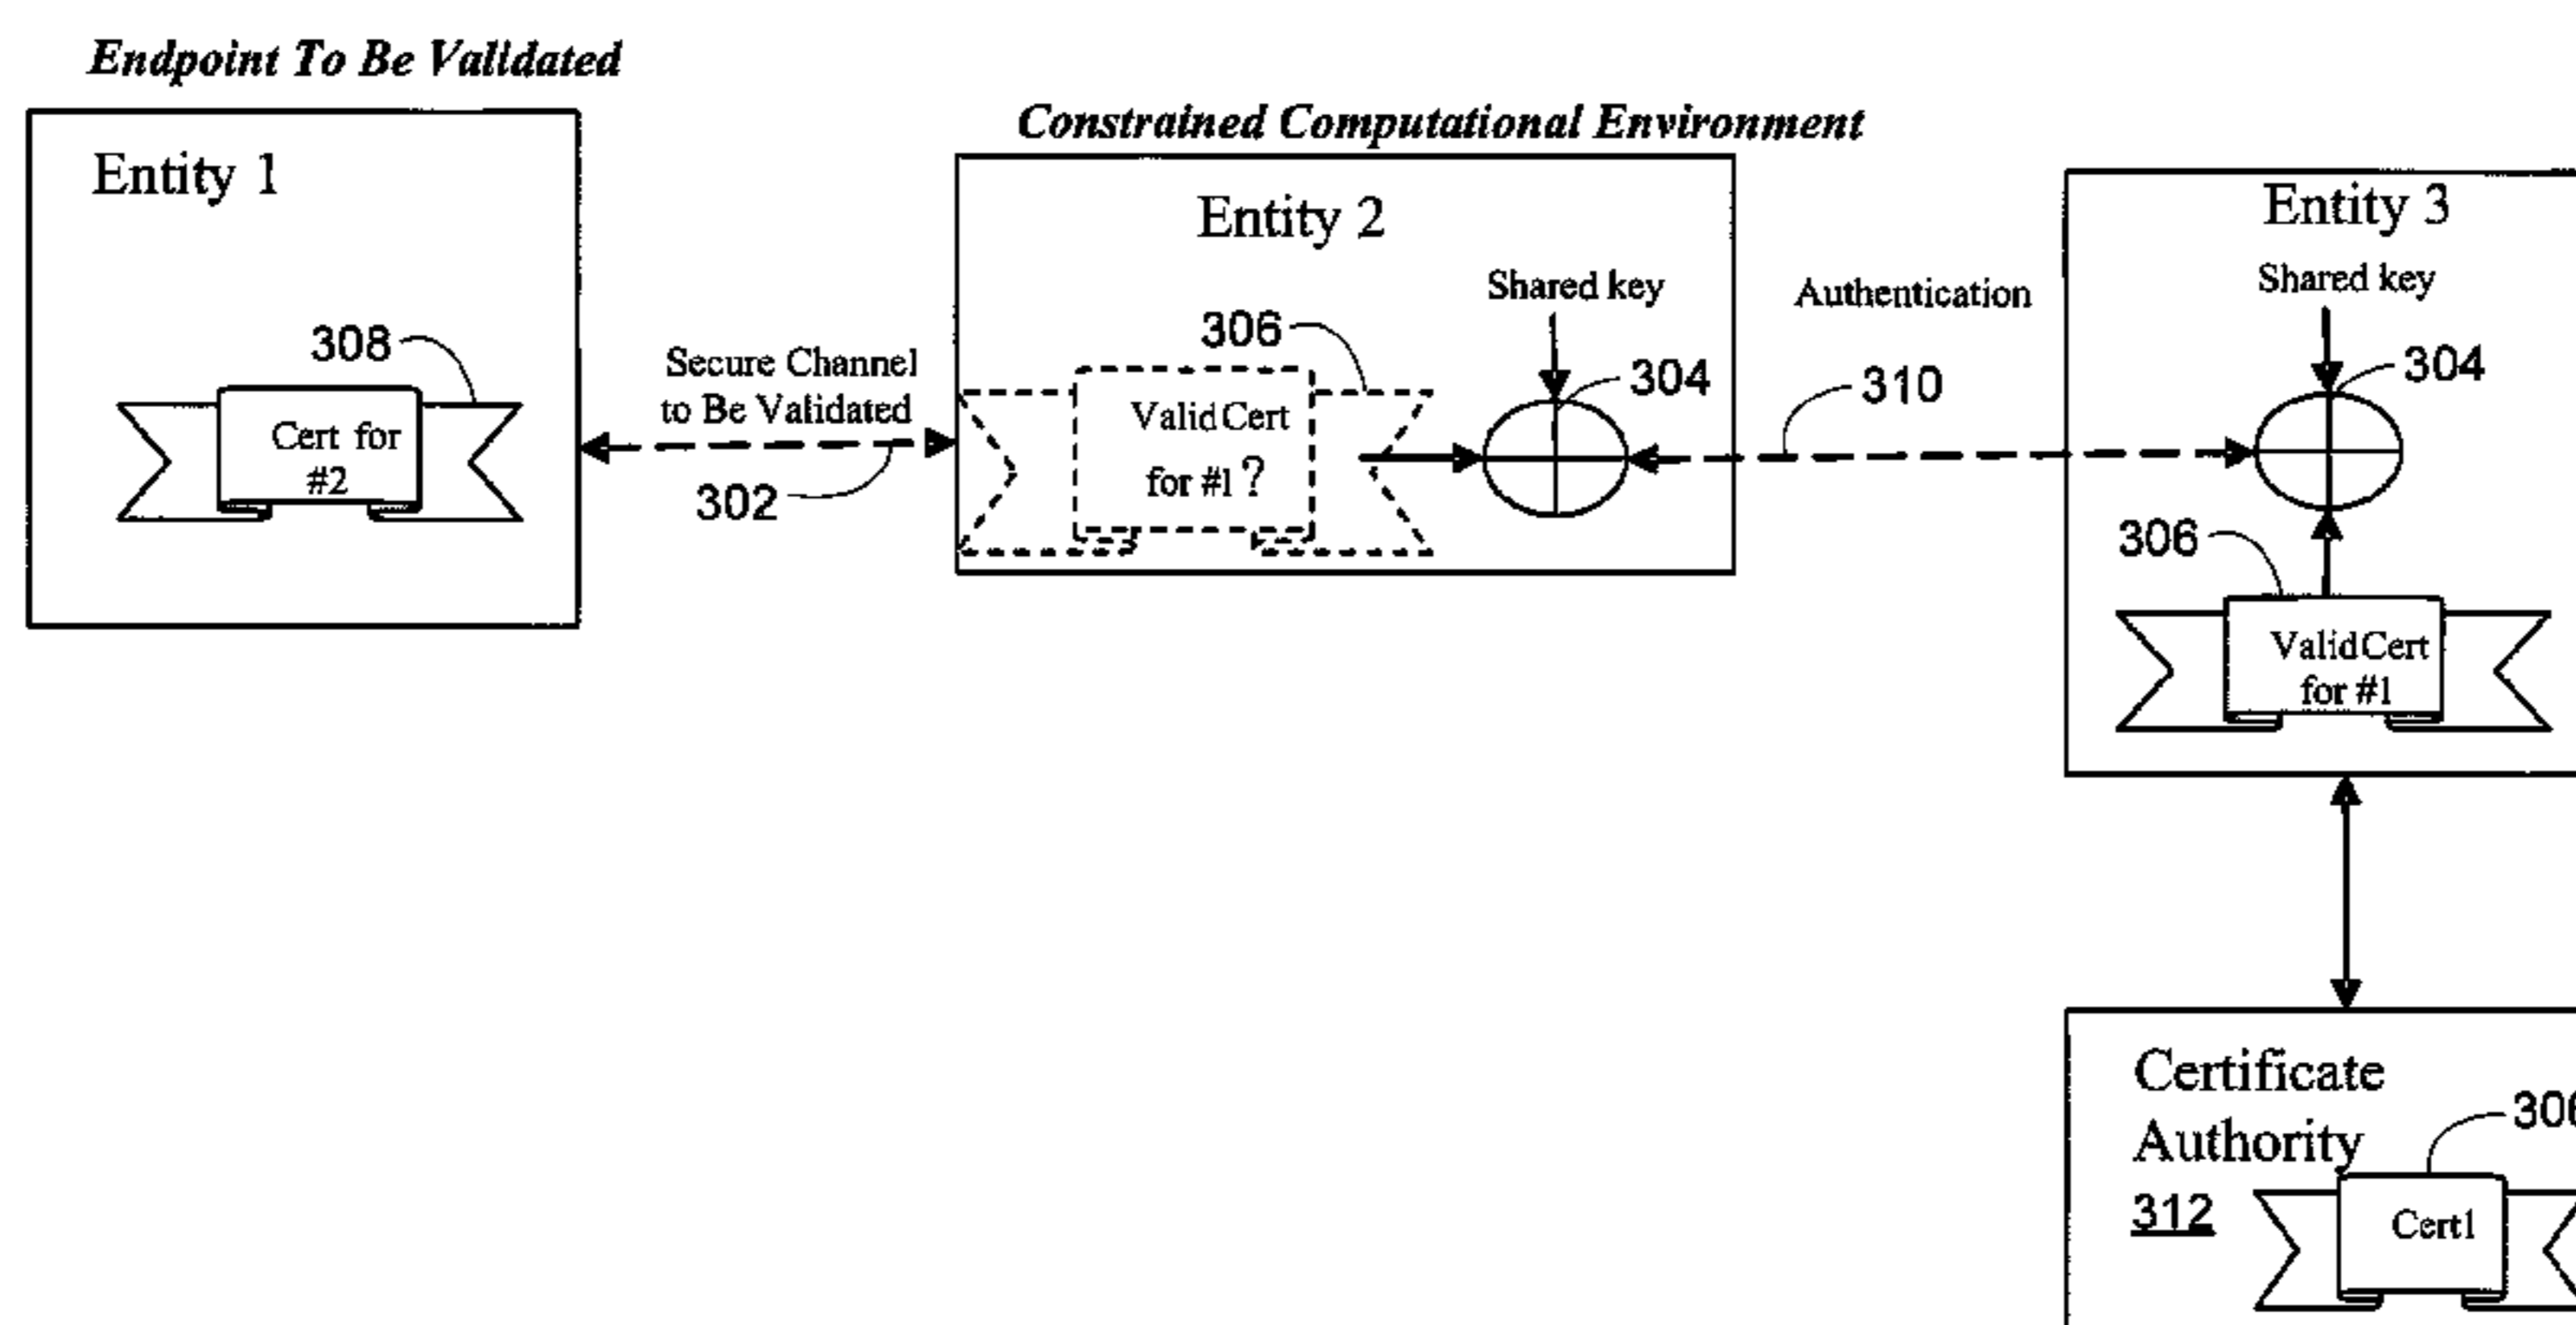 Endpoint To Be Validated
Entity 1
308
Cert for
#2
Secure Channel
to Be Validated
302
Constrained Computational Environment
Entity 2
Shared key
306
304
ValidCert
for #1 ?
Authentication
310
Entity 3
Shared key
304
306
ValidCert
for #1
Certificate
Authority
312
306
Cert1